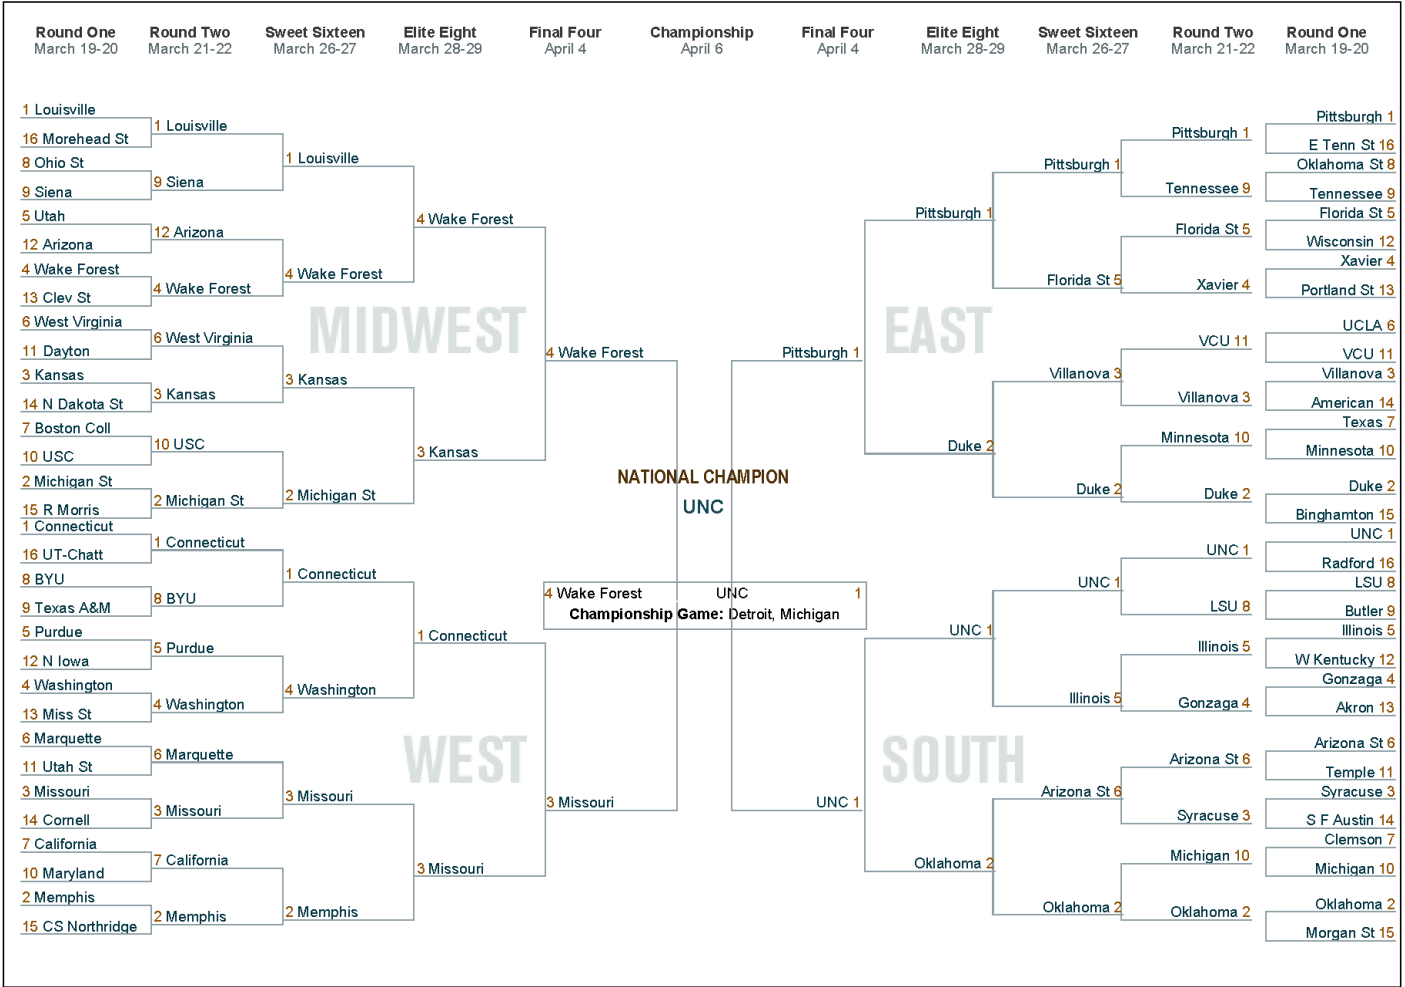 Round One Round Two Sweet Sixteen Elite Eight Final Four Championship Final Four Elite Eight Sweet Sixteen Round Two Round One
March 19-20 March 21-22 March 26-27 March 28-29 April 4 April 6 April 4 March 28-29 March 26-27 March 21-22 March 19-20
1 Louisville
16 Morehead St
8 Ohio St
9 Siena
5 Utah
12 Arizona
4 Wake Forest
13 Clev St
6 West Virginia
11 Dayton
3 Kansas
14 N Dakota St
7 Boston Coll
10 USC
2 Michigan St
15 R Morris
1 Connecticut
16 UT-Chatt
8 BYU
9 Texas A&M
5 Purdue
12 N Iowa
4 Washington
13 Miss St
6 Marquette
11 Utah St
3 Missouri
14 Cornell
7 California
10 Maryland
2 Memphis
15 CS Northridge
1 Louisville
9 Siena
12 Arizona
4 Wake Forest
6 West Virginia
3 Kansas
10 USC
2 Michigan St
1 Connecticut
8 BYU
5 Purdue
4 Washington
6 Marquette
3 Missouri
7 California
2 Memphis
1 Louisville
4 Wake Forest
3 Kansas
2 Michigan St
1 Connecticut
4 Washington
3 Missouri
2 Memphis
4 Wake Forest
MIDWEST
3 Kansas
1 Connecticut
WEST
3 Missouri
4 Wake Forest
3 Missouri
NATIONAL CHAMPION
UNC
4 Wake Forest UNC 1
Championship Game: Detroit, Michigan
Pittsburgh 1
UNC 1
Pittsburgh 1
EAST
Duke 2
UNC 1
SOUTH
Oklahoma 2
Pittsburgh 1
Florida St 5
Villanova 3
Duke 2
UNC 1
Illinois 5
Arizona St 6
Oklahoma 2
Pittsburgh 1
Tennessee 9
Florida St 5
Xavier 4
VCU 11
Villanova 3
Minnesota 10
Duke 2
UNC 1
LSU 8
Illinois 5
Gonzaga 4
Arizona St 6
Syracuse 3
Michigan 10
Oklahoma 2
Pittsburgh 1
E Tenn St 16
Oklahoma St 8
Tennessee 9
Florida St 5
Wisconsin 12
Xavier 4
Portland St 13
UCLA 6
VCU 11
Villanova 3
American 14
Texas 7
Minnesota 10
Duke 2
Binghamton 15
UNC 1
Radford 16
LSU 8
Butler 9
Illinois 5
W Kentucky 12
Gonzaga 4
Akron 13
Arizona St 6
Temple 11
Syracuse 3
S F Austin 14
Clemson 7
Michigan 10
Oklahoma 2
Morgan St 15